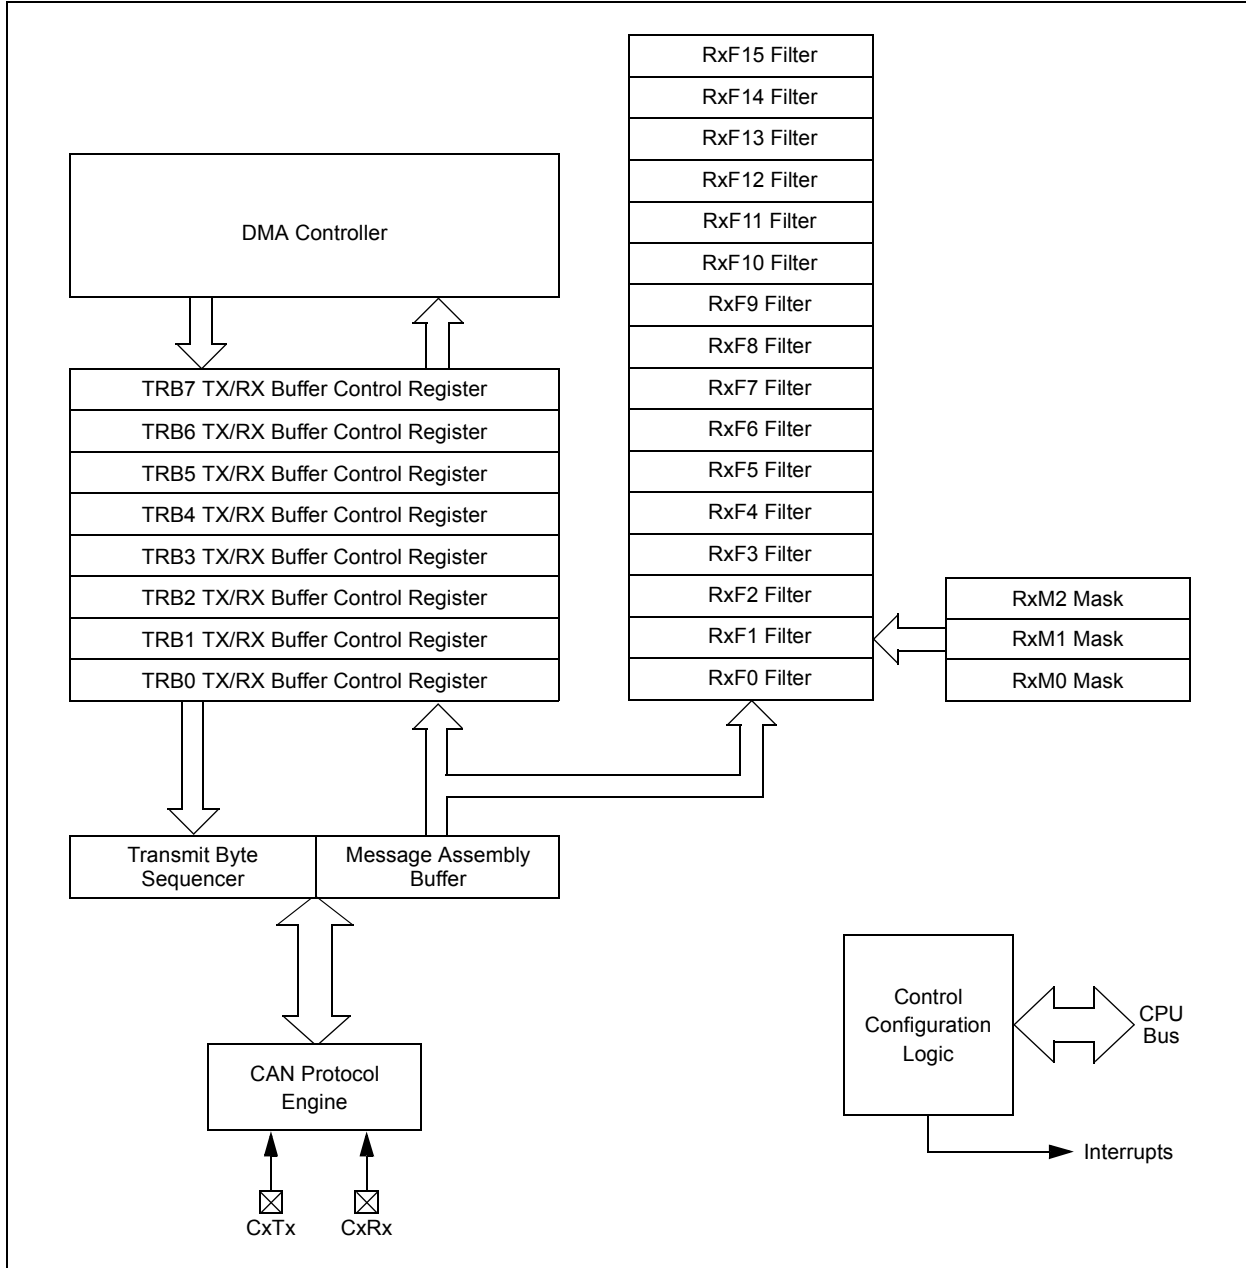 RxF15 Filter
RxF14 Filter
RxF13 Filter
RxF12 Filter
RxF11 Filter
RxF10 Filter
RxF9 Filter
RxF8 Filter
RxF7 Filter
RxF6 Filter
RxF5 Filter
RxF4 Filter
RxF3 Filter
RxF2 Filter
RxF1 Filter
RxF0 Filter
DMA Controller
TRB7 TX/RX Buffer Control Register
TRB6 TX/RX Buffer Control Register
TRB5 TX/RX Buffer Control Register
TRB4 TX/RX Buffer Control Register
TRB3 TX/RX Buffer Control Register
TRB2 TX/RX Buffer Control Register
TRB1 TX/RX Buffer Control Register
TRB0 TX/RX Buffer Control Register
RxM2 Mask
RxM1 Mask
RxM0 Mask
Transmit Byte
Sequencer
Message Assembly
Buffer
CAN Protocol
Engine
CxTx
CxRx
Control
Configuration
Logic
CPU
Bus
Interrupts